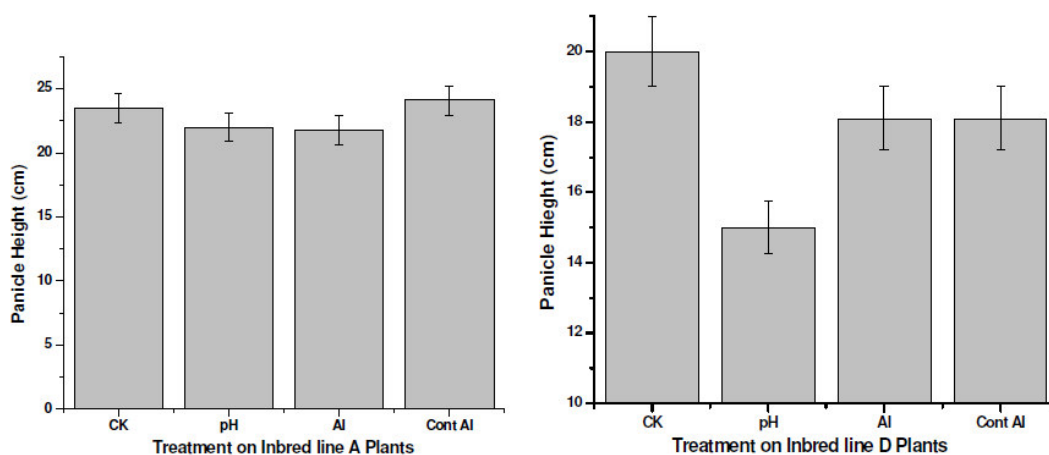 Panicle Height (cm)
25
20
15
10
5
0
CK pH Al Cont Al
Treatment on Inbred line A Plants
Panicle Hieght (cm)
20
18
16
14
12
10
CK pH Al Cont Al
Treatment on Inbred line D Plants